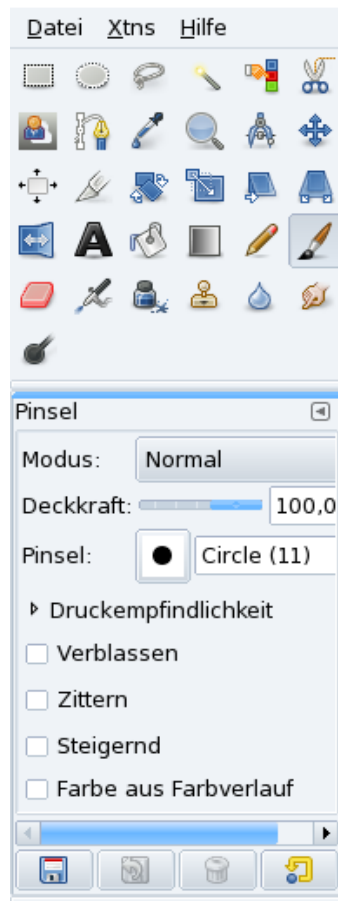 Datei Xtns Hilfe
Pinsel
Modus: Normal
Deckkraft: 100,0
Pinsel: Circle (11)
Druckempfindlichkeit
Verblassen
Zittern
Steigernd
Farbe aus Farbverlauf